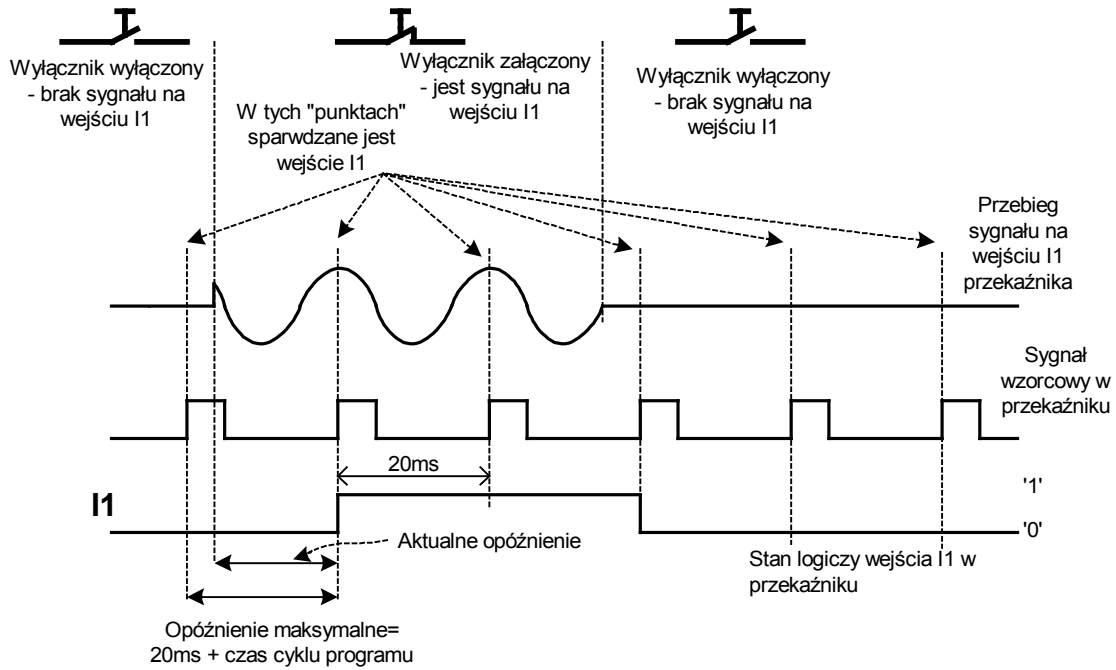 Wyłącznik wyłączony
- brak sygnału na
wejściu I1
Wyłącznik załączony
- jest sygnału na
wejściu I1
Wyłącznik wyłączony
- brak sygnału na
wejściu I1
W tych "punktach"
sparwdzane jest
wejście I1
Przebieg
sygnału na
wejściu I1
przekaźnika
Sygnał
wzorcowy w
przekaźniku
20ms
I1
'1'
'0'
Aktualne opóźnienie
Stan logiczy wejścia I1 w
przekaźniku
Opóźnienie maksymalne=
20ms + czas cyklu programu